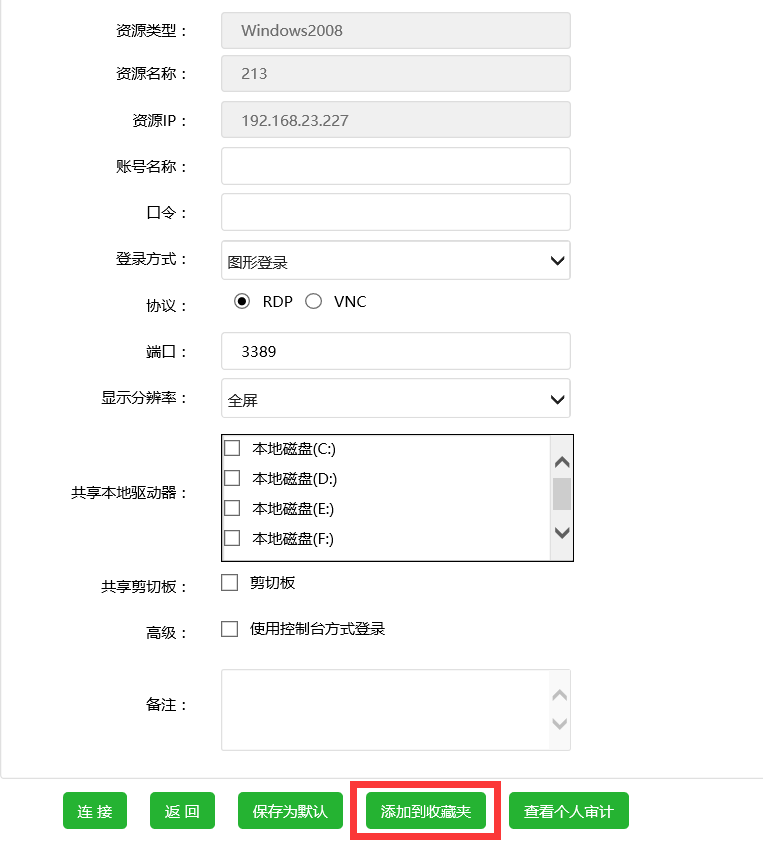 资源类型： Windows2008
资源名称： 213
资源IP： 192.168.23.227
账号名称：
口令：
登录方式： 图形登录
协议： RDP VNC
端口： 3389
显示分辨率： 全屏
本地磁盘(C:)
本地磁盘(D:)
共享本地驱动器：
本地磁盘(E:)
本地磁盘(F:)
共享剪切板： 剪切板
高级： 使用控制台方式登录
备注：
连 接 返 回 保存为默认 添加到收藏夹 查看个人审计